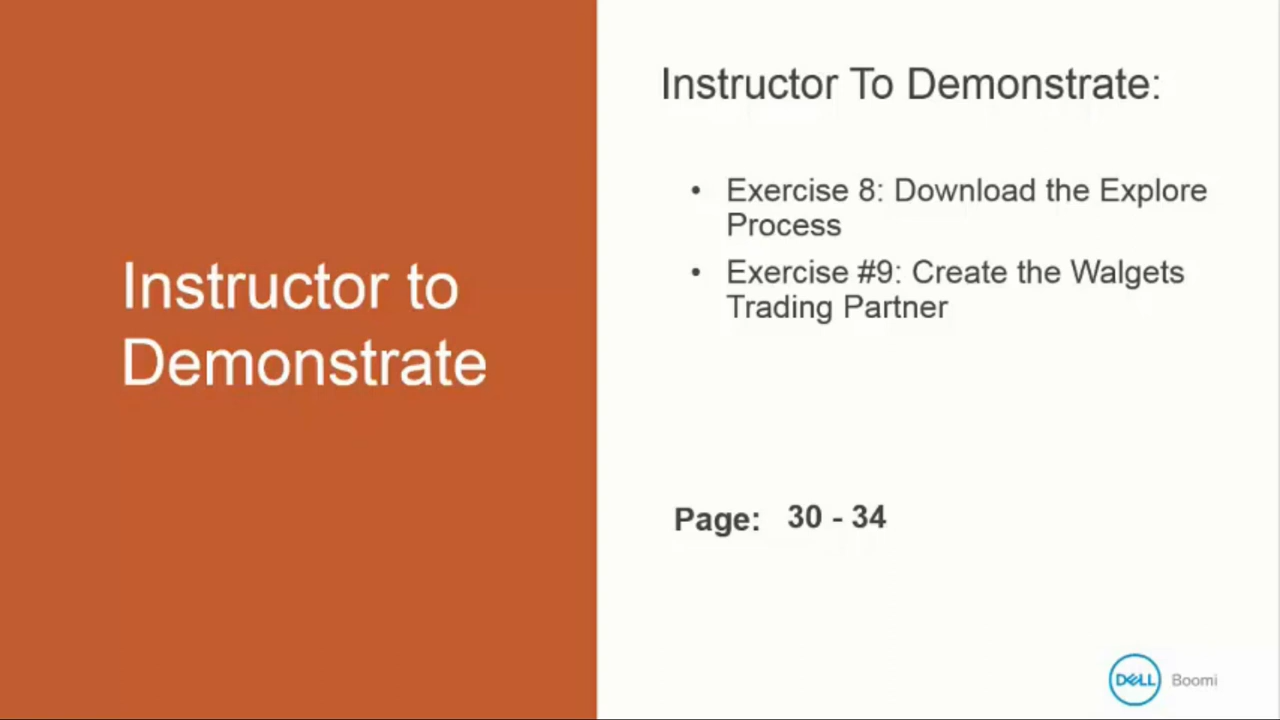 Instructor to
Demonstrate
Instructor To Demonstrate:
• Exercise 8: Download the Explore
Process
• Exercise #9: Create the Walgets
Trading Partner
Page: 30 - 34
DELL Boomi